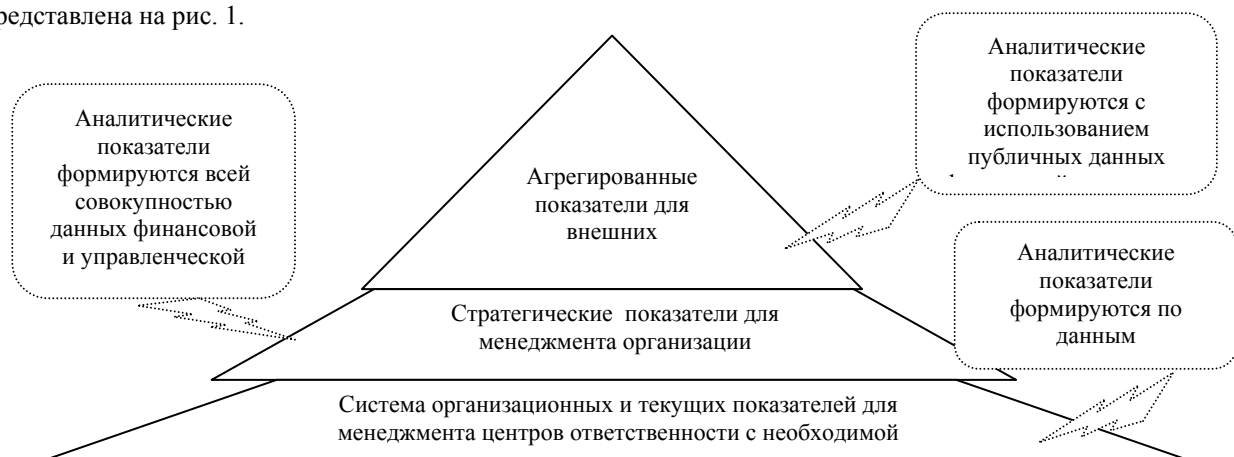 представлена на рис. 1.
Аналитические
показатели
формируются всей
совокупностью
данных финансовой
и управленческой
Аналитические
показатели
формируются с
использованием
публичных данных
Агрегированные
показатели для
внешних
Аналитические
показатели
формируются по
данным
Стратегические показатели для
менеджмента организации
Система организационных и текущих показателей для
менеджмента центров ответственности с необходимой